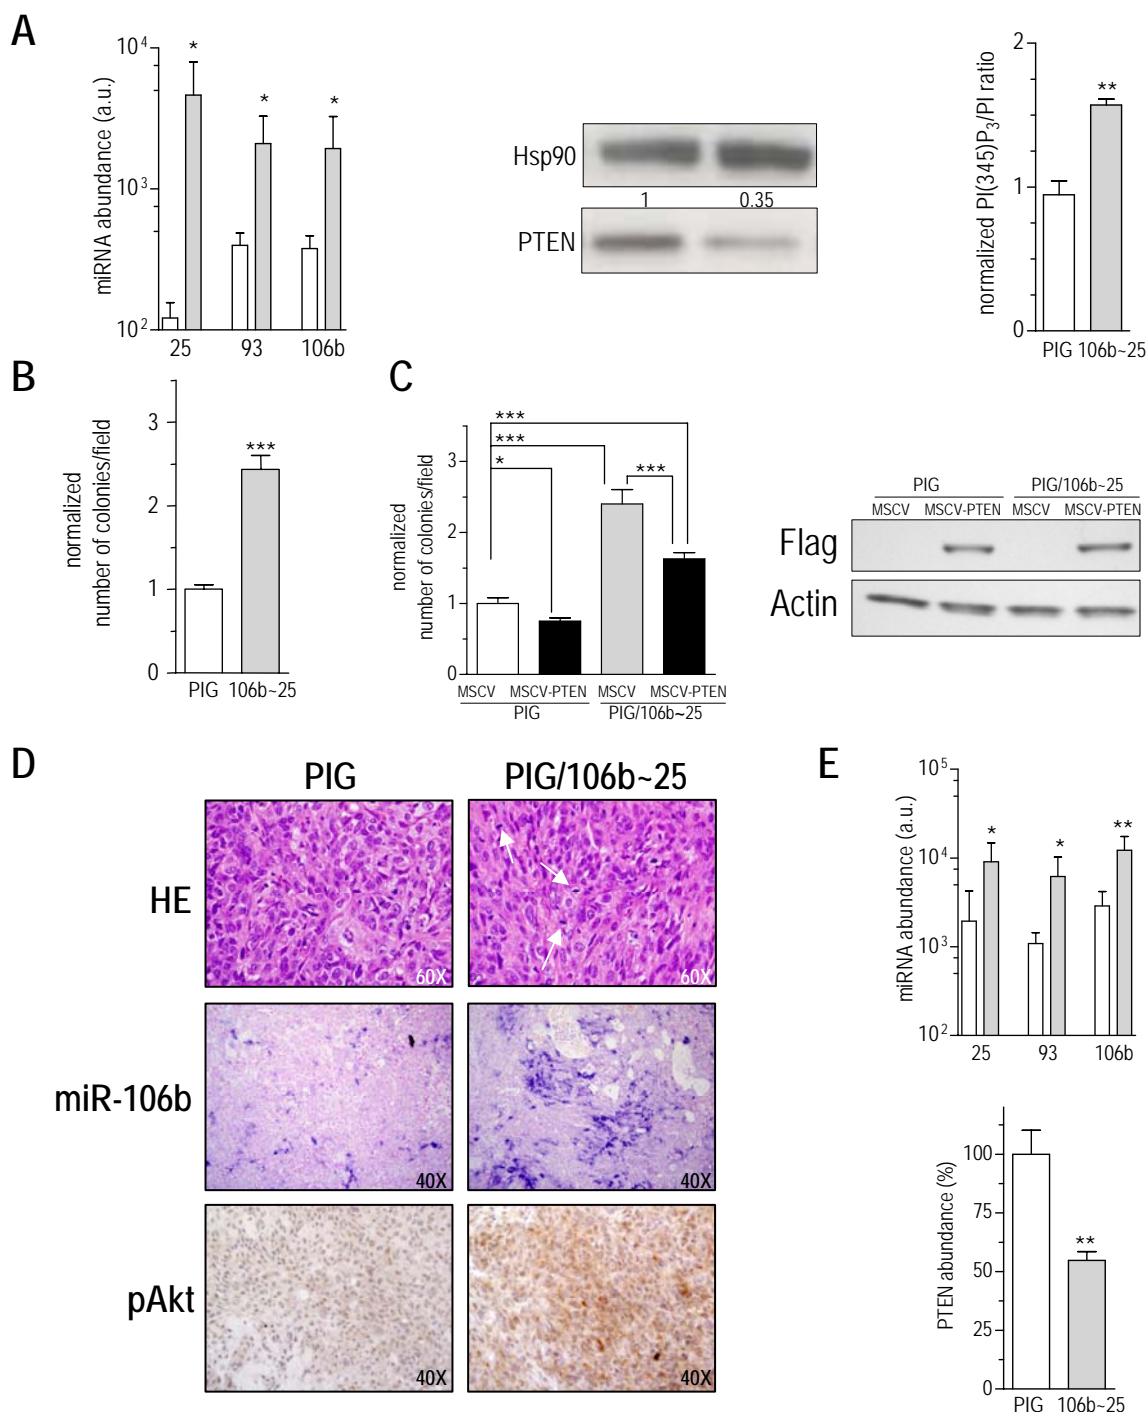 A
miRNA abundance (a.u.)
10⁴
10³
10²
*
*
*
25 93 106b
Hsp90
1 0.35
PTEN
normalized PI(345)P₃/PI ratio
2
1
0
**
PIG 106b~25
B
normalized
number of colonies/field
3
2
1
0
***
PIG 106b~25
C
normalized
number of colonies/field
3
2
1
0
***
***
*
***
MSCV MSCV-PTEN MSCV MSCV-PTEN
PIG PIG/106b~25
PIG PIG/106b~25
MSCV MSCV-PTEN MSCV MSCV-PTEN
Flag
Actin
D
PIG PIG/106b~25
HE
60X 60X
miR-106b
40X 40X
pAkt
40X 40X
E
miRNA abundance (a.u.)
10⁵
10⁴
10³
10²
*
*
**
25 93 106b
PTEN abundance (%)
100
75
50
25
0
**
PIG 106b~25